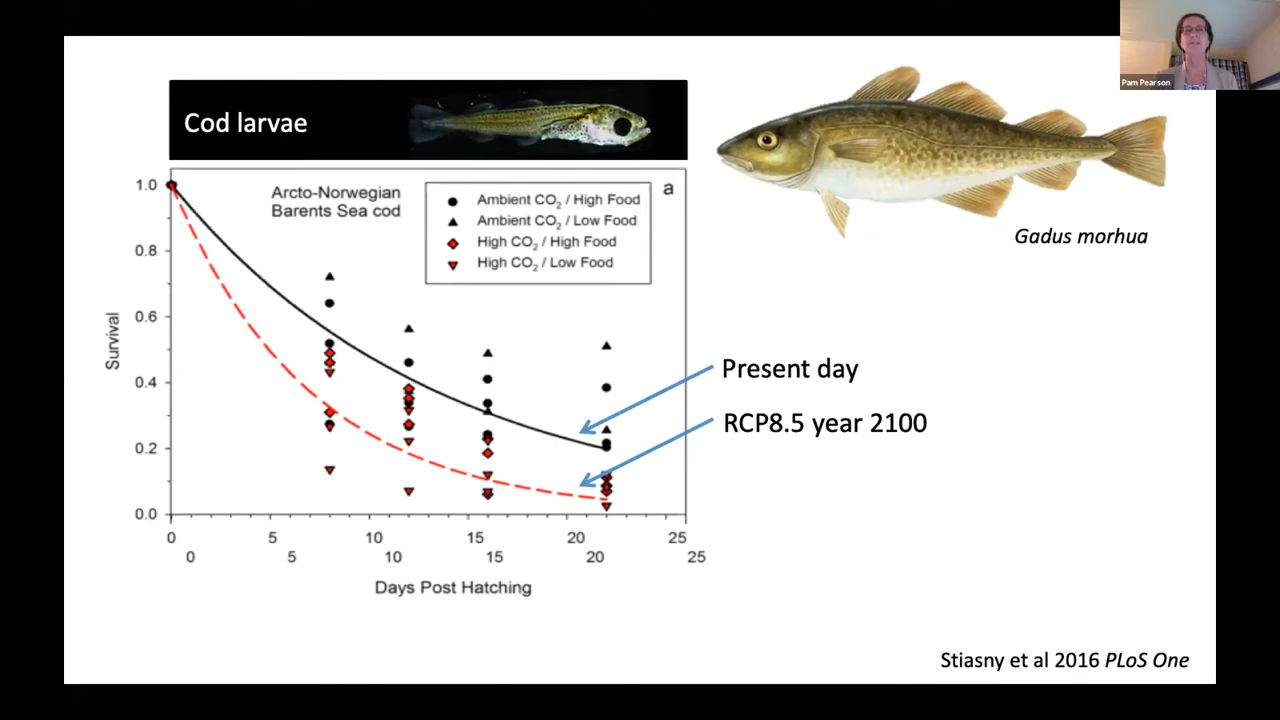 Pam Pearson
Cod larvae
Arcto-Norwegian
Barents Sea cod
a
Ambient CO₂ / High Food
Ambient CO₂ / Low Food
High CO₂ / High Food
High CO₂ / Low Food
Gadus morhua
1.0
0.8
0.6
0.4
0.2
0.0
Survival
Present day
RCP8.5 year 2100
0 5 10 15 20 25
0 5 10 15 20 25
Days Post Hatching
Stiasny et al 2016 PLoS One